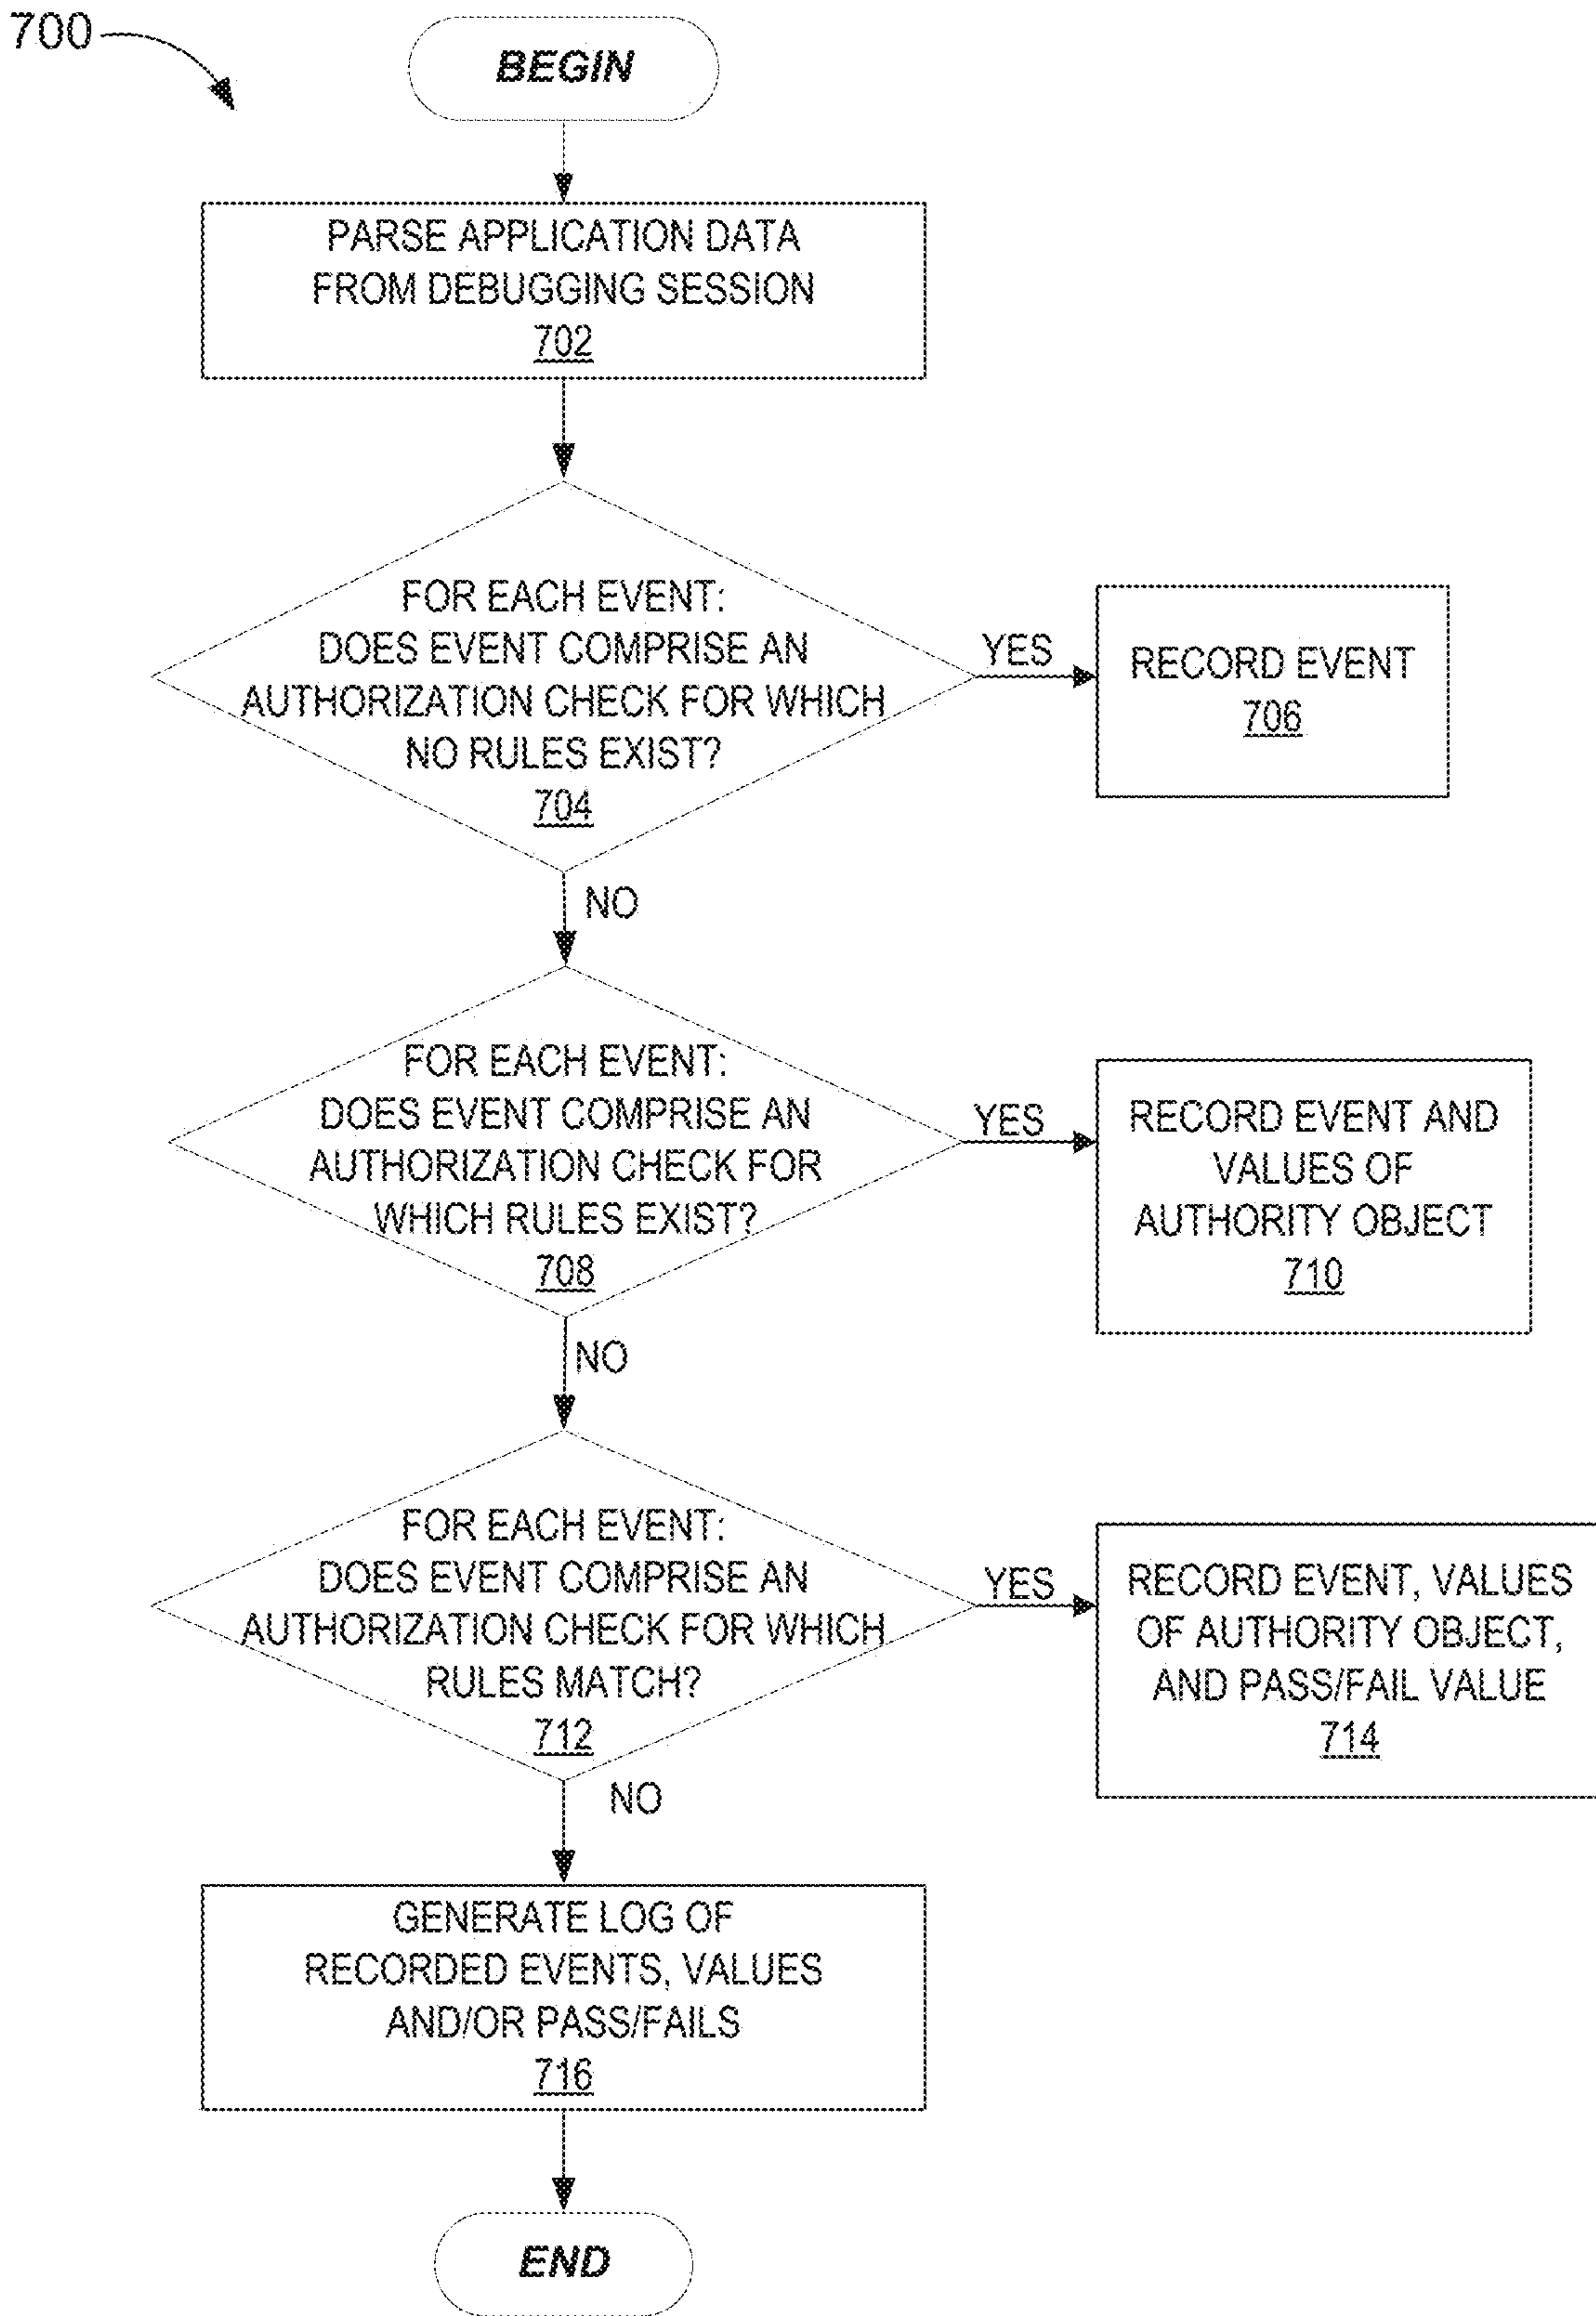 700
BEGIN
PARSE APPLICATION DATA
FROM DEBUGGING SESSION
702
FOR EACH EVENT:
DOES EVENT COMPRISE AN
AUTHORIZATION CHECK FOR WHICH
NO RULES EXIST?
704
YES
RECORD EVENT
706
NO
FOR EACH EVENT:
DOES EVENT COMPRISE AN
AUTHORIZATION CHECK FOR
WHICH RULES EXIST?
708
YES
RECORD EVENT AND
VALUES OF
AUTHORITY OBJECT
710
NO
FOR EACH EVENT:
DOES EVENT COMPRISE AN
AUTHORIZATION CHECK FOR WHICH
RULES MATCH?
712
YES
RECORD EVENT, VALUES
OF AUTHORITY OBJECT,
AND PASS/FAIL VALUE
714
NO
GENERATE LOG OF
RECORDED EVENTS, VALUES
AND/OR PASS/FAILS
716
END